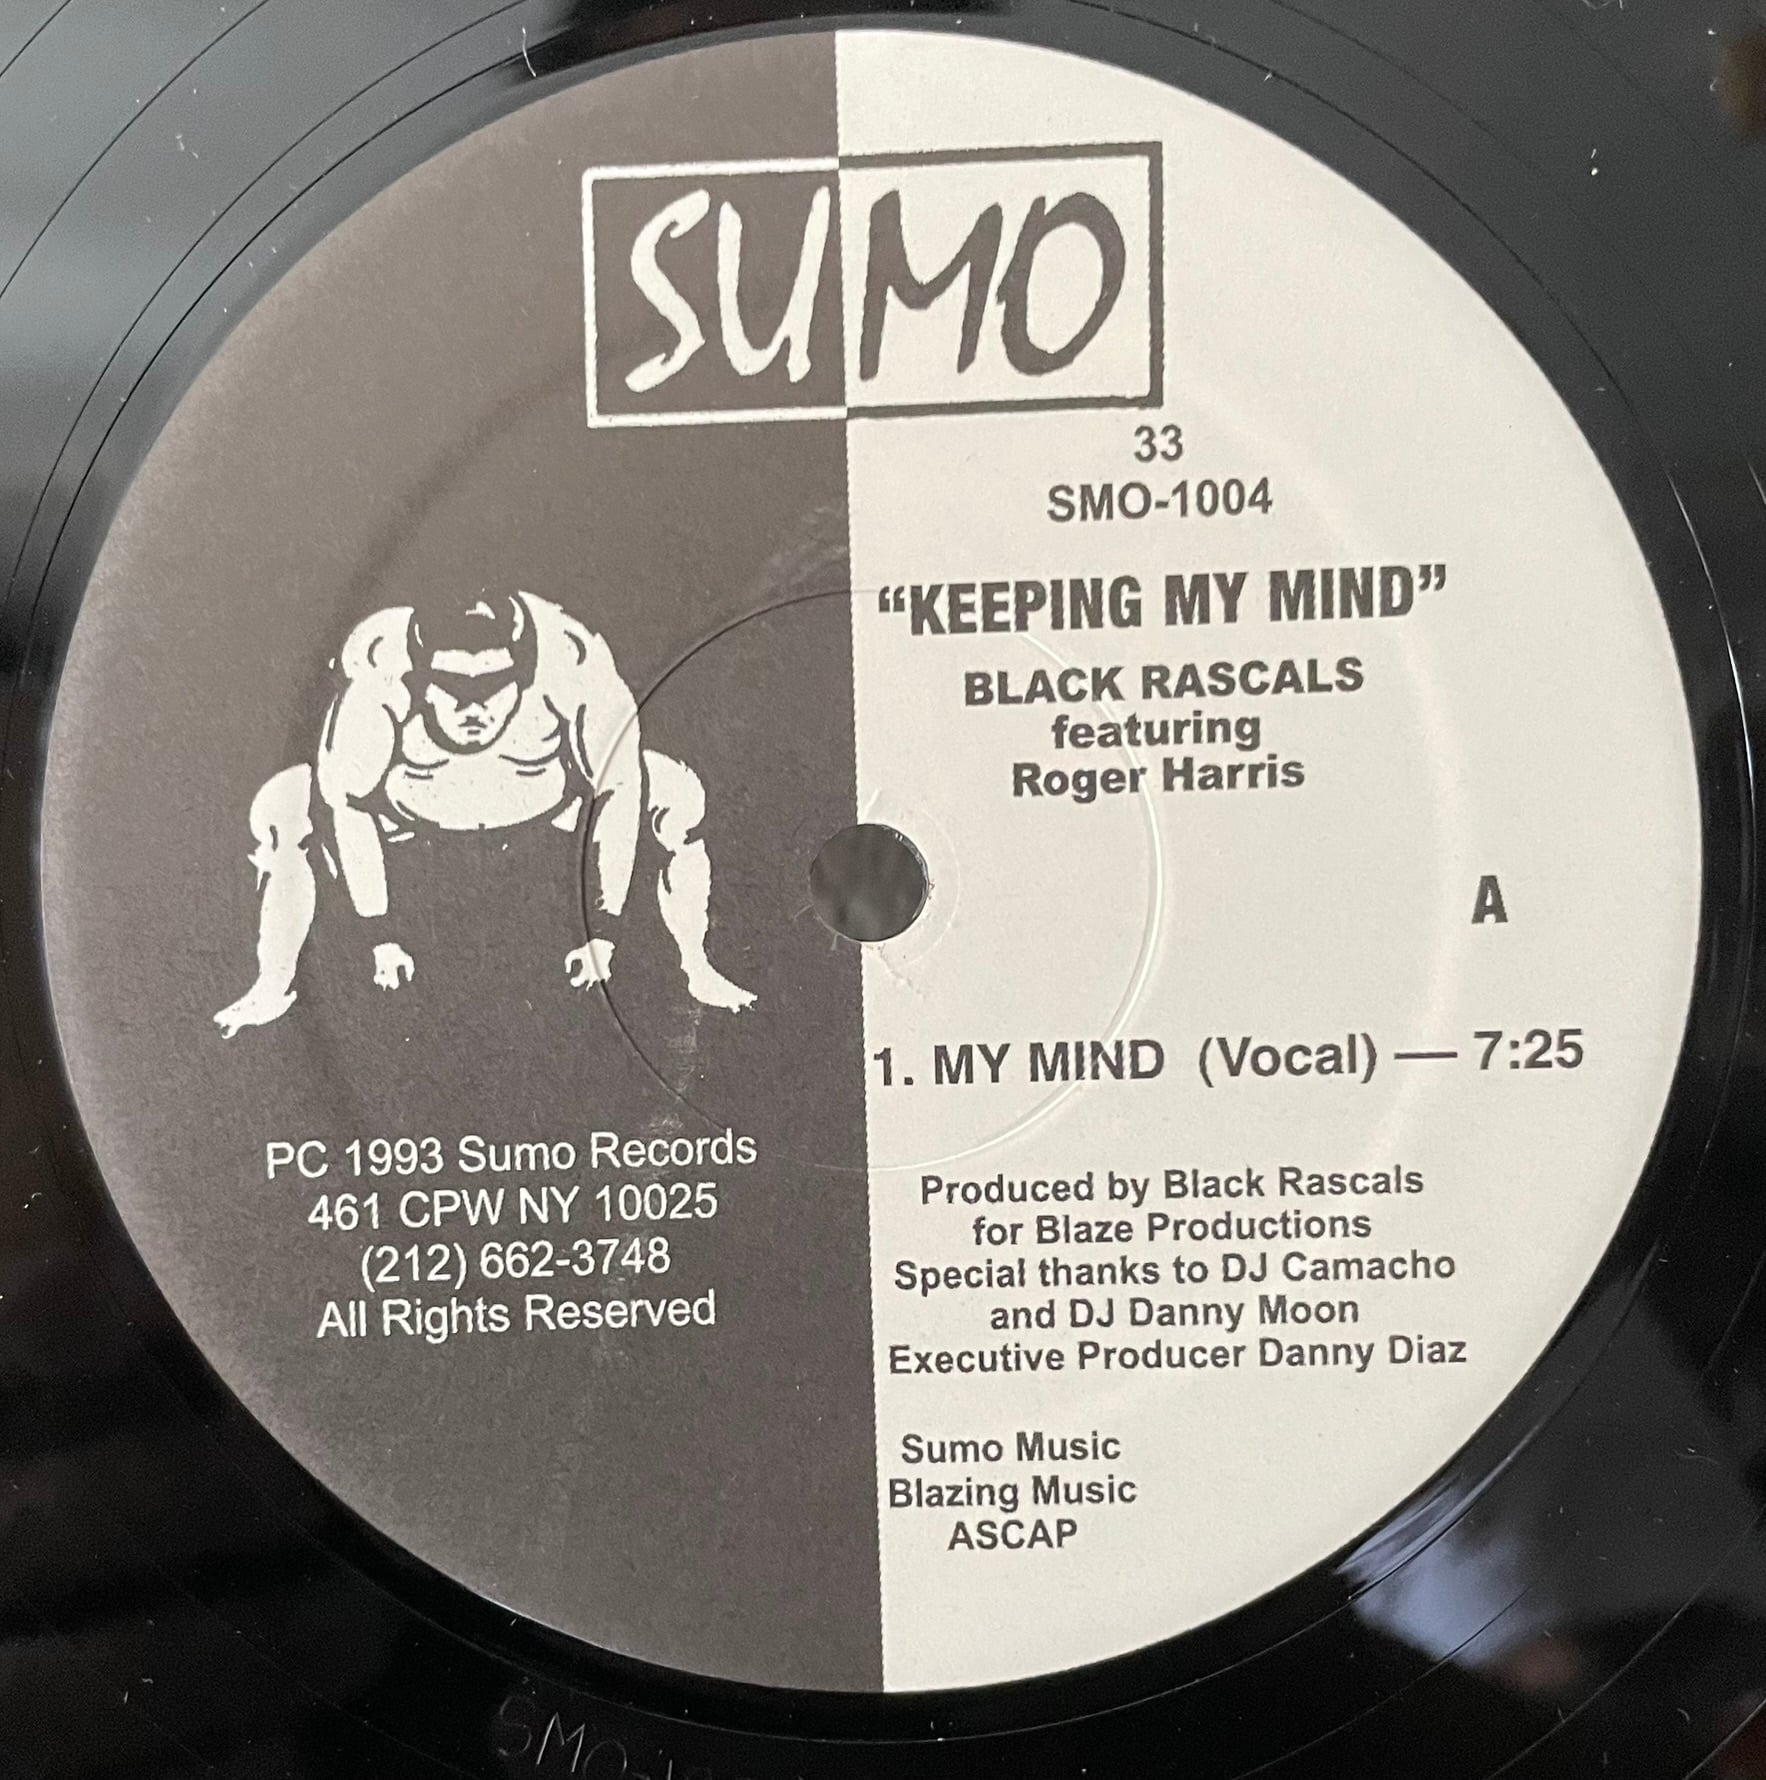 SUMO
33
SMO-1004
“KEEPING MY MIND”
BLACK RASCALS
featuring
Roger Harris
A
1. MY MIND (Vocal) — 7:25
PC 1993 Sumo Records
461 CPW NY 10025
(212) 662-3748
All Rights Reserved
Produced by Black Rascals
for Blaze Productions
Special thanks to DJ Camacho
and DJ Danny Moon
Executive Producer Danny Diaz
Sumo Music
Blazing Music
ASCAP